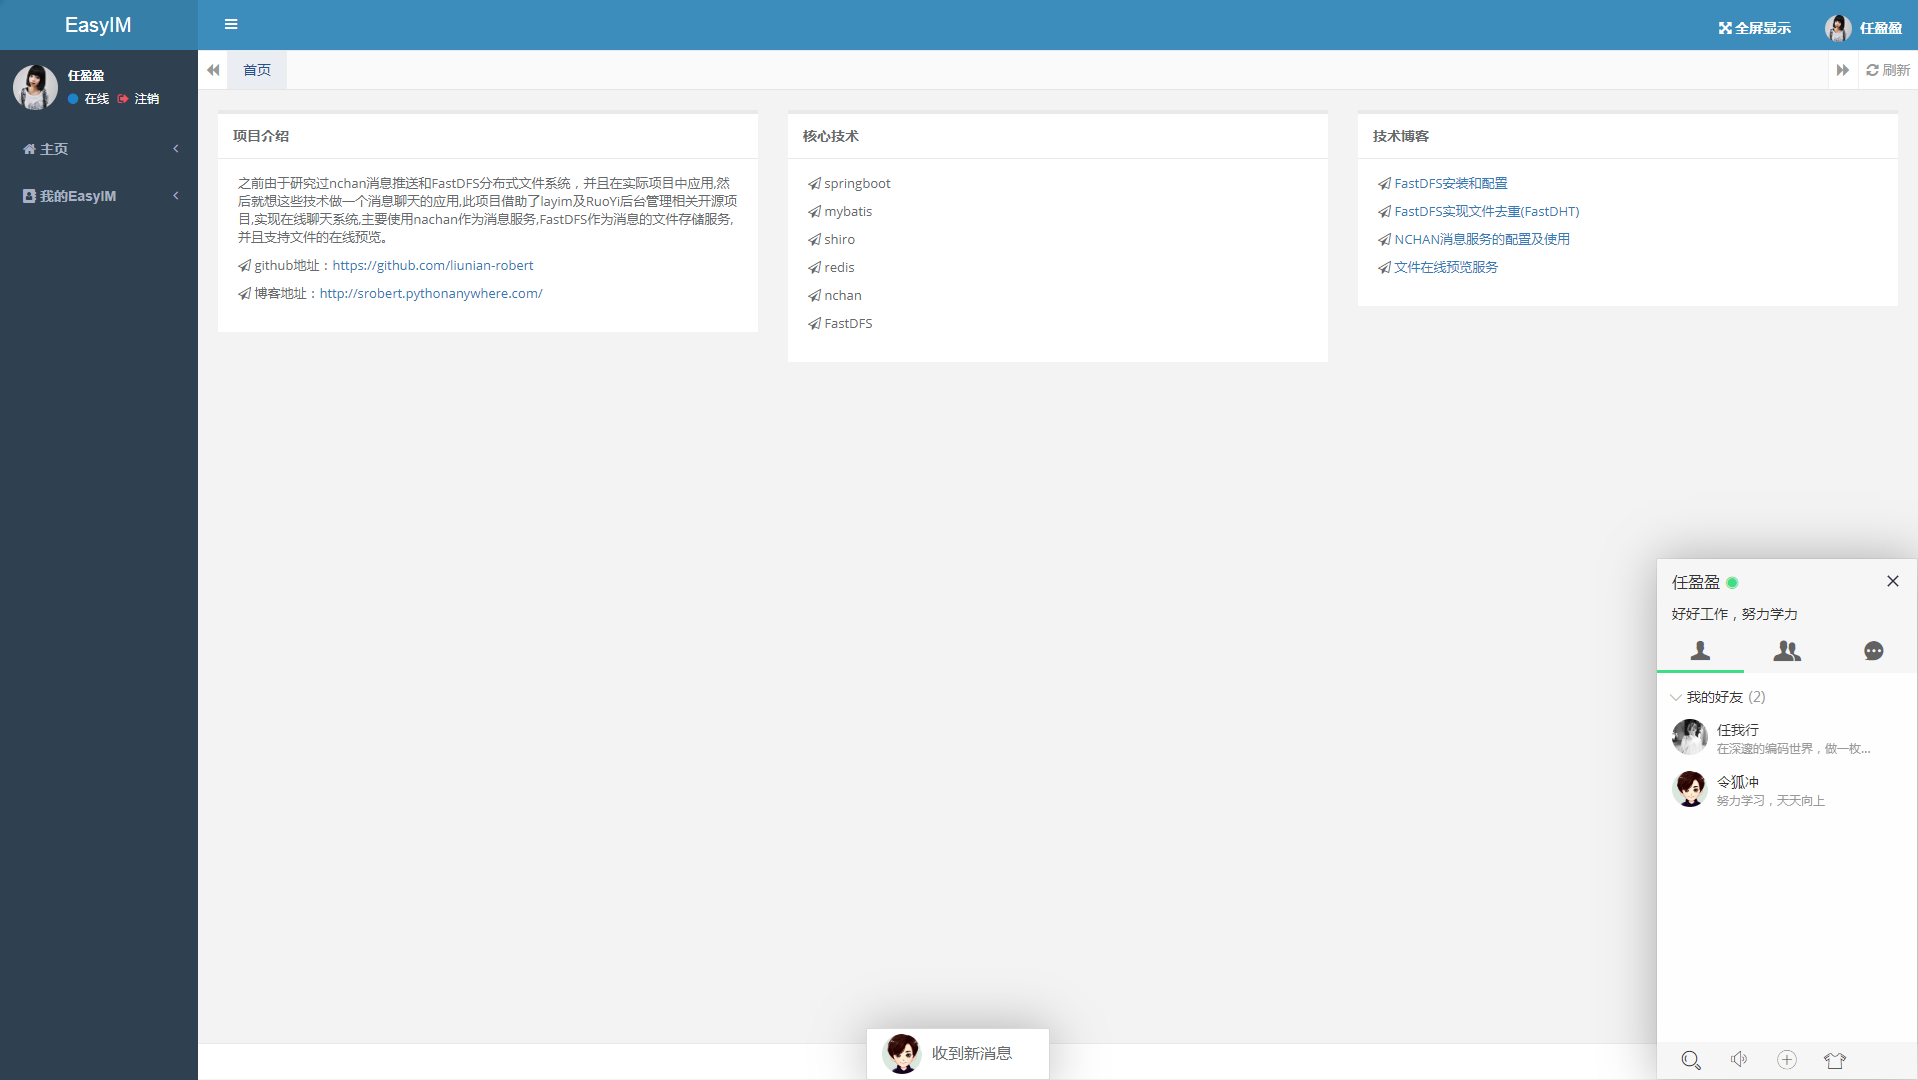 EasyIM
全屏显示
任盈盈
任盈盈
在线 注销
首页
刷新
主页
我的EasyIM
项目介绍
之前由于研究过nchan消息推送和FastDFS分布式文件系统，并且在实际项目中应用,然
后就想这些技术做一个消息聊天的应用,此项目借助了layim及RuoYi后台管理相关开源项
目,实现在线聊天系统,主要使用nachan作为消息服务,FastDFS作为消息的文件存储服务,
并且支持文件的在线预览。
github地址：https://github.com/liunian-robert
博客地址：http://srobert.pythonanywhere.com/
核心技术
springboot
mybatis
shiro
redis
nchan
FastDFS
技术博客
FastDFS安装和配置
FastDFS实现文件去重(FastDHT)
NCHAN消息服务的配置及使用
文件在线预览服务
任盈盈
好好工作，努力学力
我的好友 (2)
任我行
在深邃的编码世界，做一枚...
令狐冲
努力学习，天天向上
收到新消息